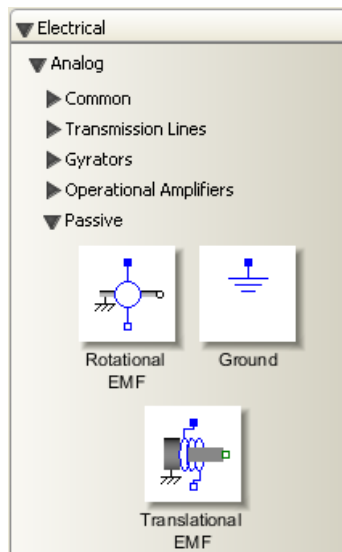 Electrical
Analog
Common
Transmission Lines
Gyrators
Operational Amplifiers
Passive
Rotational
EMF
Ground
Translational
EMF